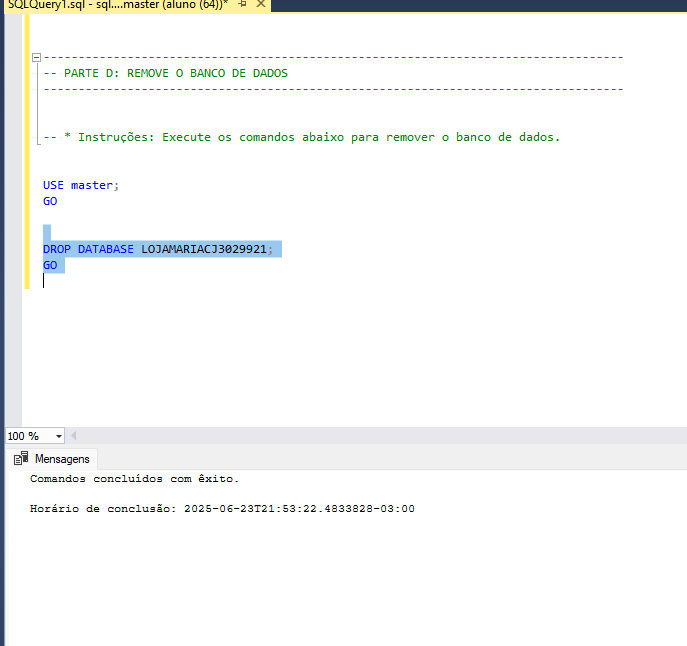 SQLQuery1.sql - sql....master (aluno (64))*
---------------------------------------------------------------------------------
-- PARTE D: REMOVE O BANCO DE DADOS
---------------------------------------------------------------------------------
-- * Instruções: Execute os comandos abaixo para remover o banco de dados.
USE master;
GO
DROP DATABASE LOJAMARIACJ3029921;
GO
100 %
Mensagens
Comandos concluídos com êxito.
Horário de conclusão: 2025-06-23T21:53:22.4833828-03:00